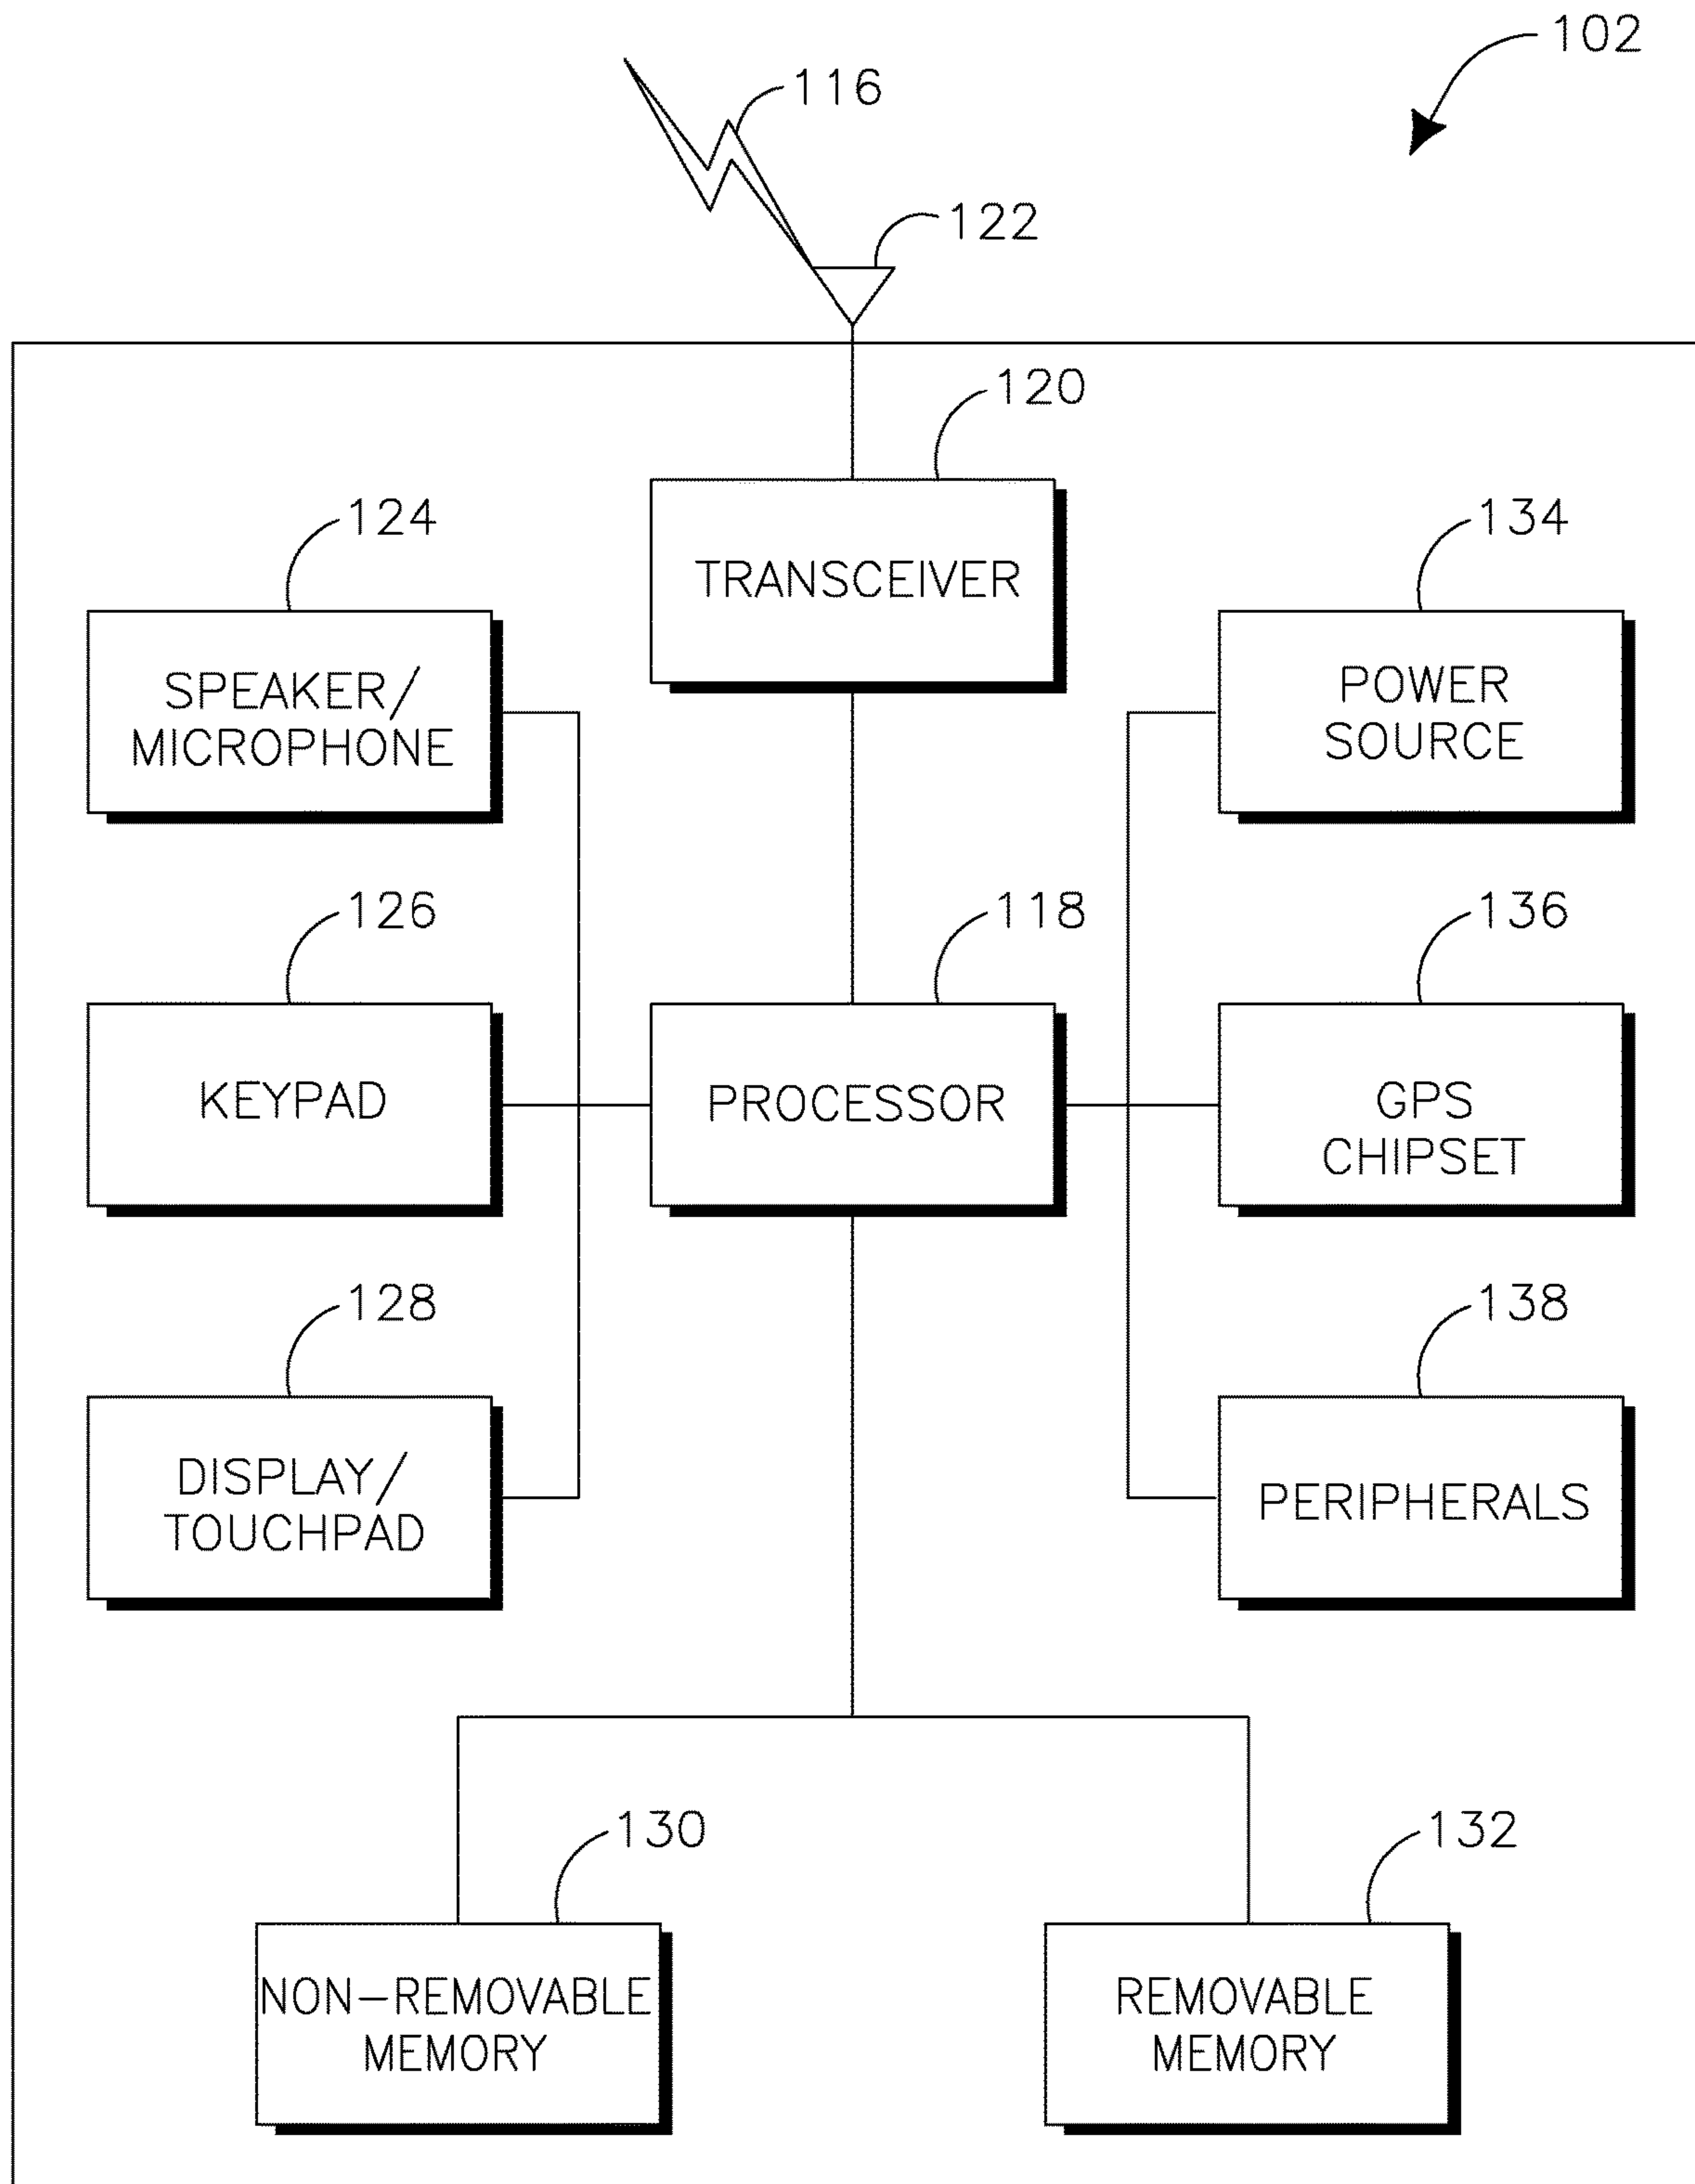 102
116
122
120
TRANSCEIVER
124
SPEAKER/
MICROPHONE
134
POWER
SOURCE
126
KEYPAD
118
PROCESSOR
136
GPS
CHIPSET
128
DISPLAY/
TOUCHPAD
138
PERIPHERALS
130
NON-REMOVABLE
MEMORY
132
REMOVABLE
MEMORY